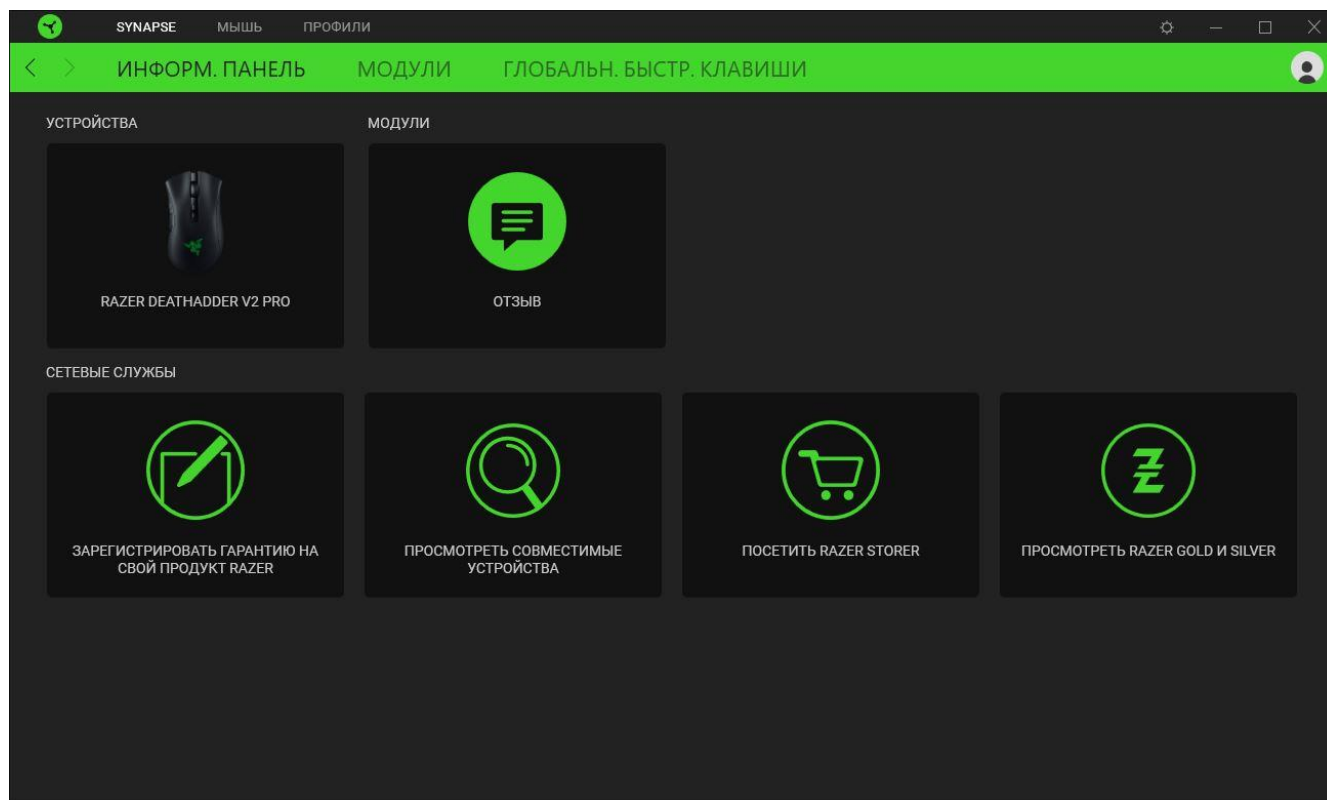 SYNAPSE МЫШЬ ПРОФИЛИ
ИНФОРМ. ПАНЕЛЬ МОДУЛИ ГЛОБАЛЬН. БЫСТР. КЛАВИШИ
УСТРОЙСТВА МОДУЛИ
RAZER DEATHADDER V2 PRO ОТЗЫВ
СЕТЕВЫЕ СЛУЖБЫ
ЗАРЕГИСТРИРОВАТЬ ГАРАНТИЮ НА
СВОЙ ПРОДУКТ RAZER
ПРОСМОТРЕТЬ СОВМЕСТИМЫЕ
УСТРОЙСТВА
ПОСЕТИТЬ RAZER STORER
ПРОСМОТРЕТЬ RAZER GOLD И SILVER